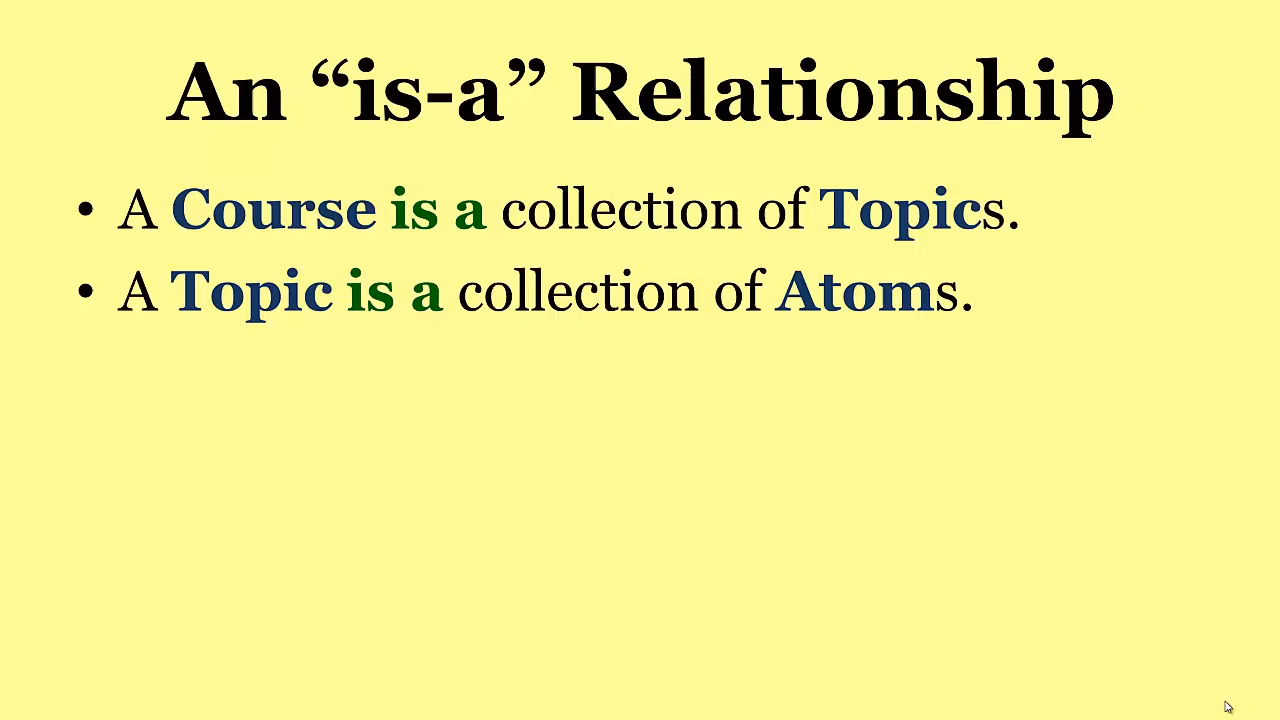 An “is-a” Relationship
• A Course is a collection of Topics.
• A Topic is a collection of Atoms.